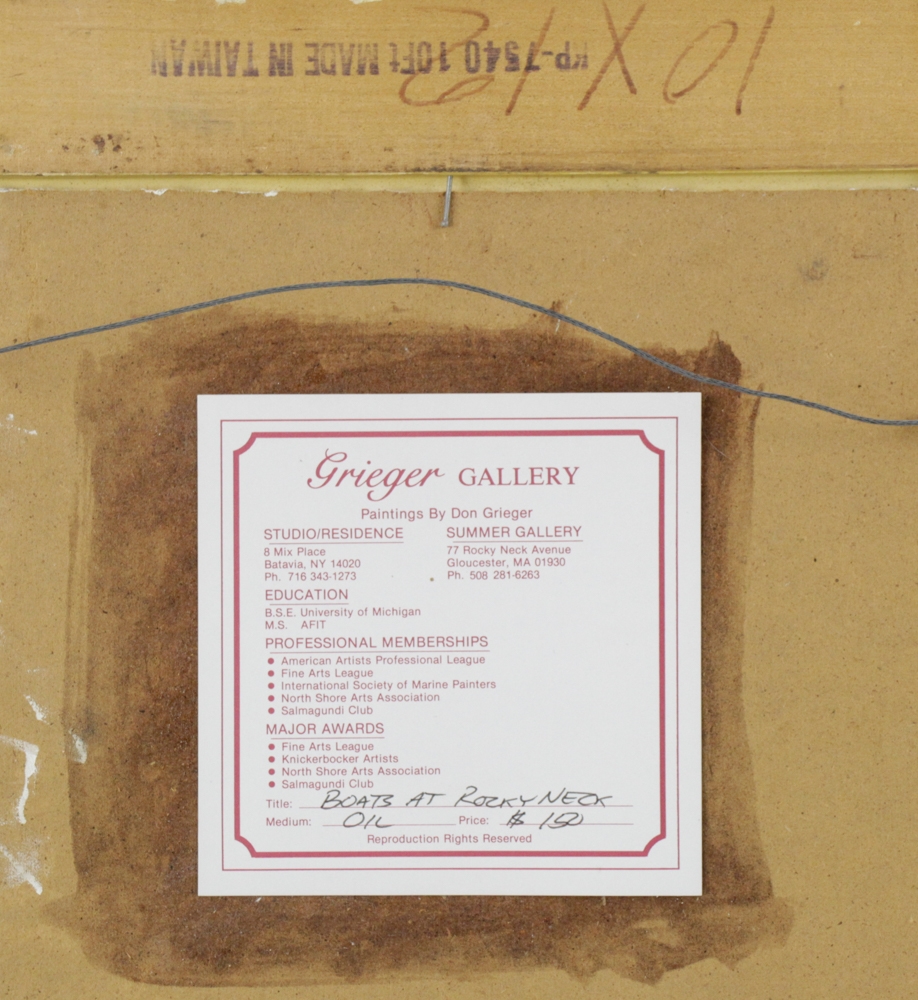 KP-7540 10Ft MADE IN TAIWAN
Grieger GALLERY
Paintings By Don Grieger
STUDIO/RESIDENCE
8 Mix Place
Batavia, NY 14020
Ph. 716 343-1273
SUMMER GALLERY
77 Rocky Neck Avenue
Gloucester, MA 01930
Ph. 508 281-6263
EDUCATION
B.S.E. University of Michigan
M.S. AFIT
PROFESSIONAL MEMBERSHIPS
● American Artists Professional League
● Fine Arts League
● International Society of Marine Painters
● North Shore Arts Association
● Salmagundi Club
MAJOR AWARDS
● Fine Arts League
● Knickerbocker Artists
● North Shore Arts Association
● Salmagundi Club
Title: BOATS AT ROCKY NECK
Medium: OIL Price: $ 150
Reproduction Rights Reserved